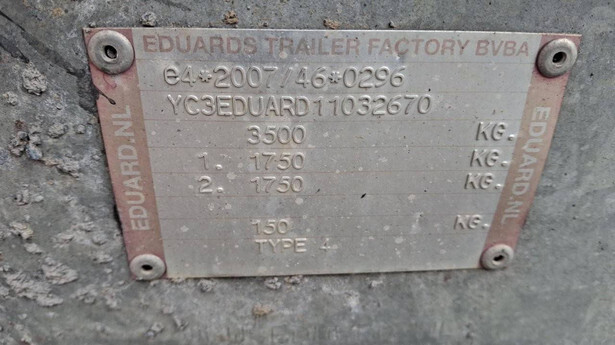 EDUARDS TRAILER FACTORY BVBA
e4*2007/46*0296
YC3EDUARD11032670
3500 KG.
1. 1750 KG.
2. 1750 KG.
150 KG.
TYPE 4
EDUARD.NL
EDUARD.NL